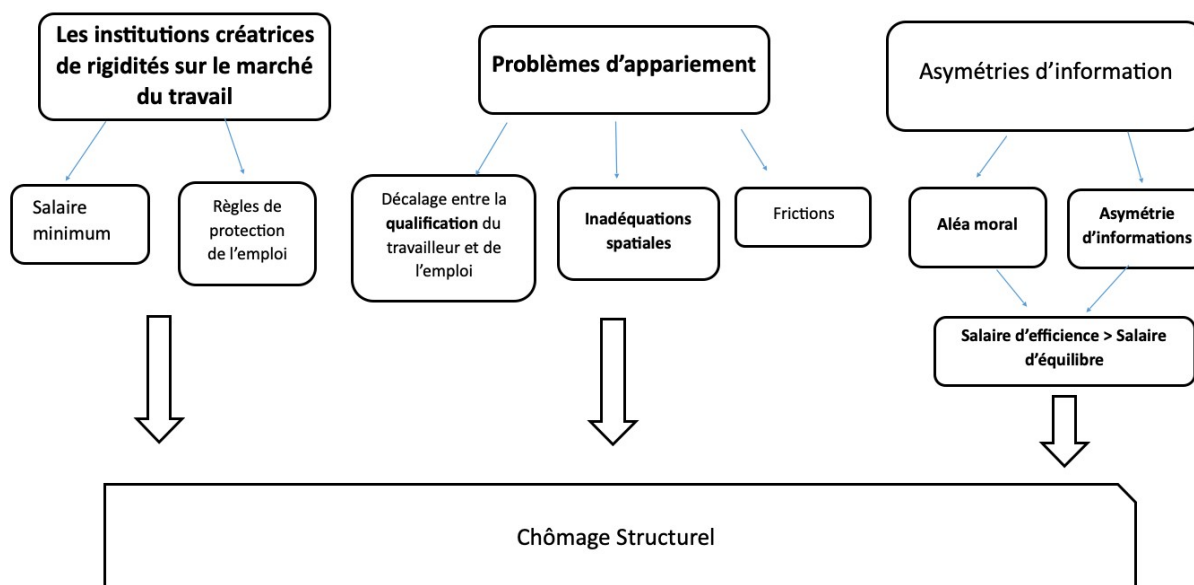 Les institutions créatrices
de rigidités sur le marché
du travail
Problèmes d'appariement
Asymétries d'information
Salaire
minimum
Règles de
protection
de l'emploi
Décalage entre la
qualification du
travailleur et de
l'emploi
Inadéquations
spatiales
Frictions
Aléa moral
Asymétrie
d'informations
Salaire d'efficience > Salaire
d'équilibre
Chômage Structurel